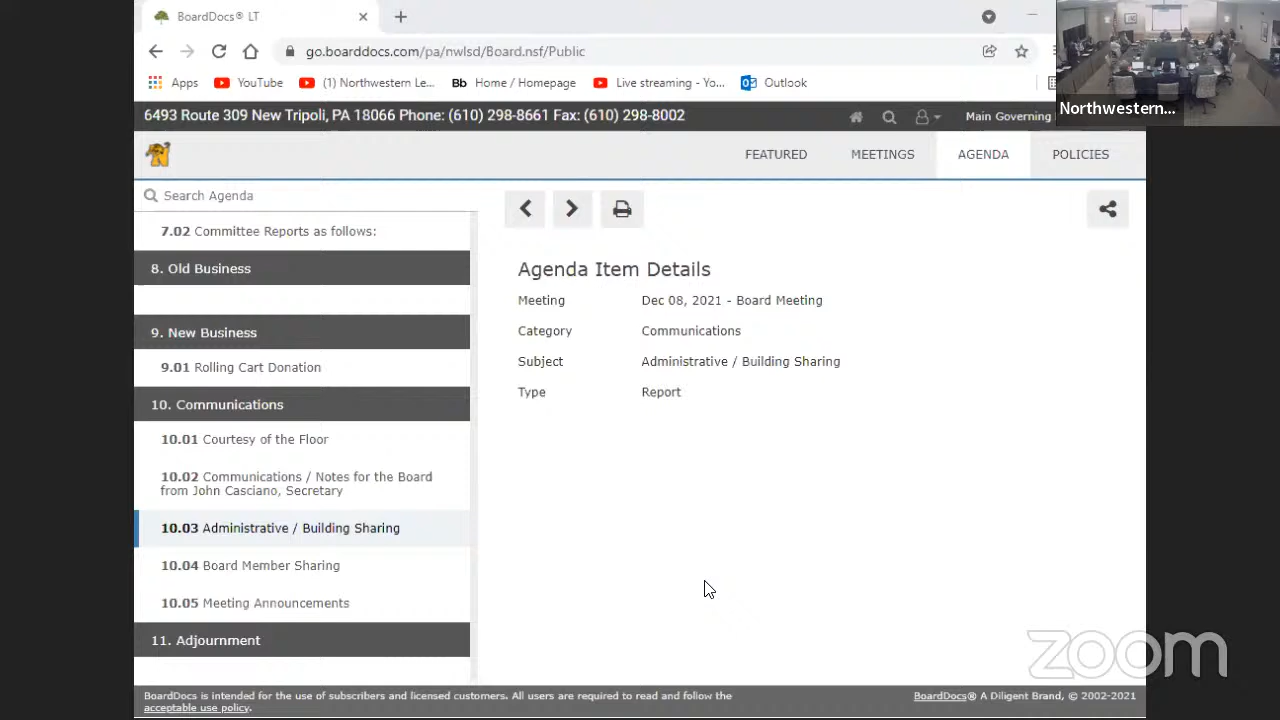 BoardDocs® LT
go.boarddocs.com/pa/nwlsd/Board.nsf/Public
Apps
YouTube
(1) Northwestern Le...
Bb Home / Homepage
Live streaming - Yo...
Outlook
Northwestern...
6493 Route 309 New Tripoli, PA 18066 Phone: (610) 298-8661 Fax: (610) 298-8002
Main Governing
FEATURED
MEETINGS
AGENDA
POLICIES
Search Agenda
7.02 Committee Reports as follows:
8. Old Business
9. New Business
9.01 Rolling Cart Donation
10. Communications
10.01 Courtesy of the Floor
10.02 Communications / Notes for the Board
from John Casciano, Secretary
10.03 Administrative / Building Sharing
10.04 Board Member Sharing
10.05 Meeting Announcements
11. Adjournment
Agenda Item Details
Meeting Dec 08, 2021 - Board Meeting
Category Communications
Subject Administrative / Building Sharing
Type Report
zoom
BoardDocs is intended for the use of subscribers and licensed customers. All users are required to read and follow the
acceptable use policy.
BoardDocs® A Diligent Brand, © 2002-2021